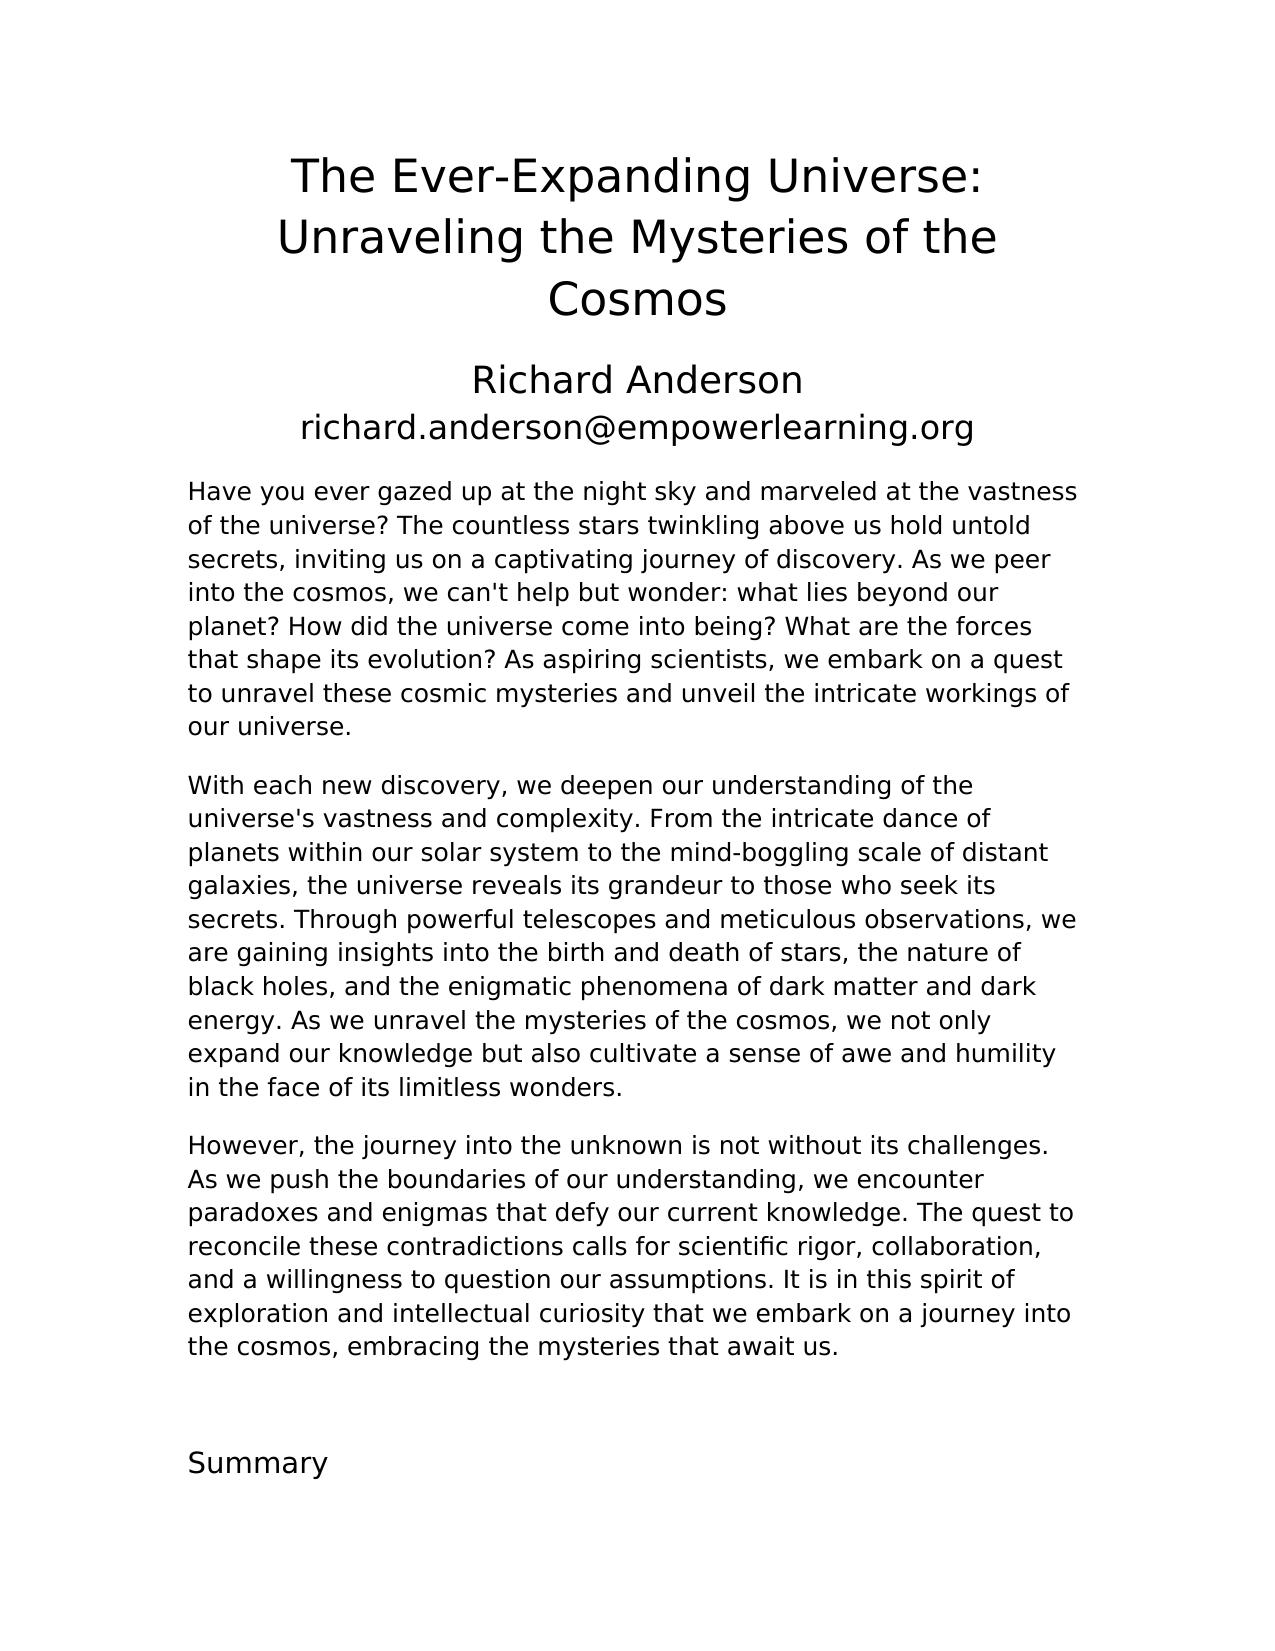 The Ever-Expanding Universe:
Unraveling the Mysteries of the
Cosmos
Richard Anderson
richard.anderson@empowerlearning.org
Have you ever gazed up at the night sky and marveled at the vastness
of the universe? The countless stars twinkling above us hold untold
secrets, inviting us on a captivating journey of discovery. As we peer
into the cosmos, we can't help but wonder: what lies beyond our
planet? How did the universe come into being? What are the forces
that shape its evolution? As aspiring scientists, we embark on a quest
to unravel these cosmic mysteries and unveil the intricate workings of
our universe.
With each new discovery, we deepen our understanding of the
universe's vastness and complexity. From the intricate dance of
planets within our solar system to the mind-boggling scale of distant
galaxies, the universe reveals its grandeur to those who seek its
secrets. Through powerful telescopes and meticulous observations, we
are gaining insights into the birth and death of stars, the nature of
black holes, and the enigmatic phenomena of dark matter and dark
energy. As we unravel the mysteries of the cosmos, we not only
expand our knowledge but also cultivate a sense of awe and humility
in the face of its limitless wonders.
However, the journey into the unknown is not without its challenges.
As we push the boundaries of our understanding, we encounter
paradoxes and enigmas that defy our current knowledge. The quest to
reconcile these contradictions calls for scientific rigor, collaboration,
and a willingness to question our assumptions. It is in this spirit of
exploration and intellectual curiosity that we embark on a journey into
the cosmos, embracing the mysteries that await us.
Summary